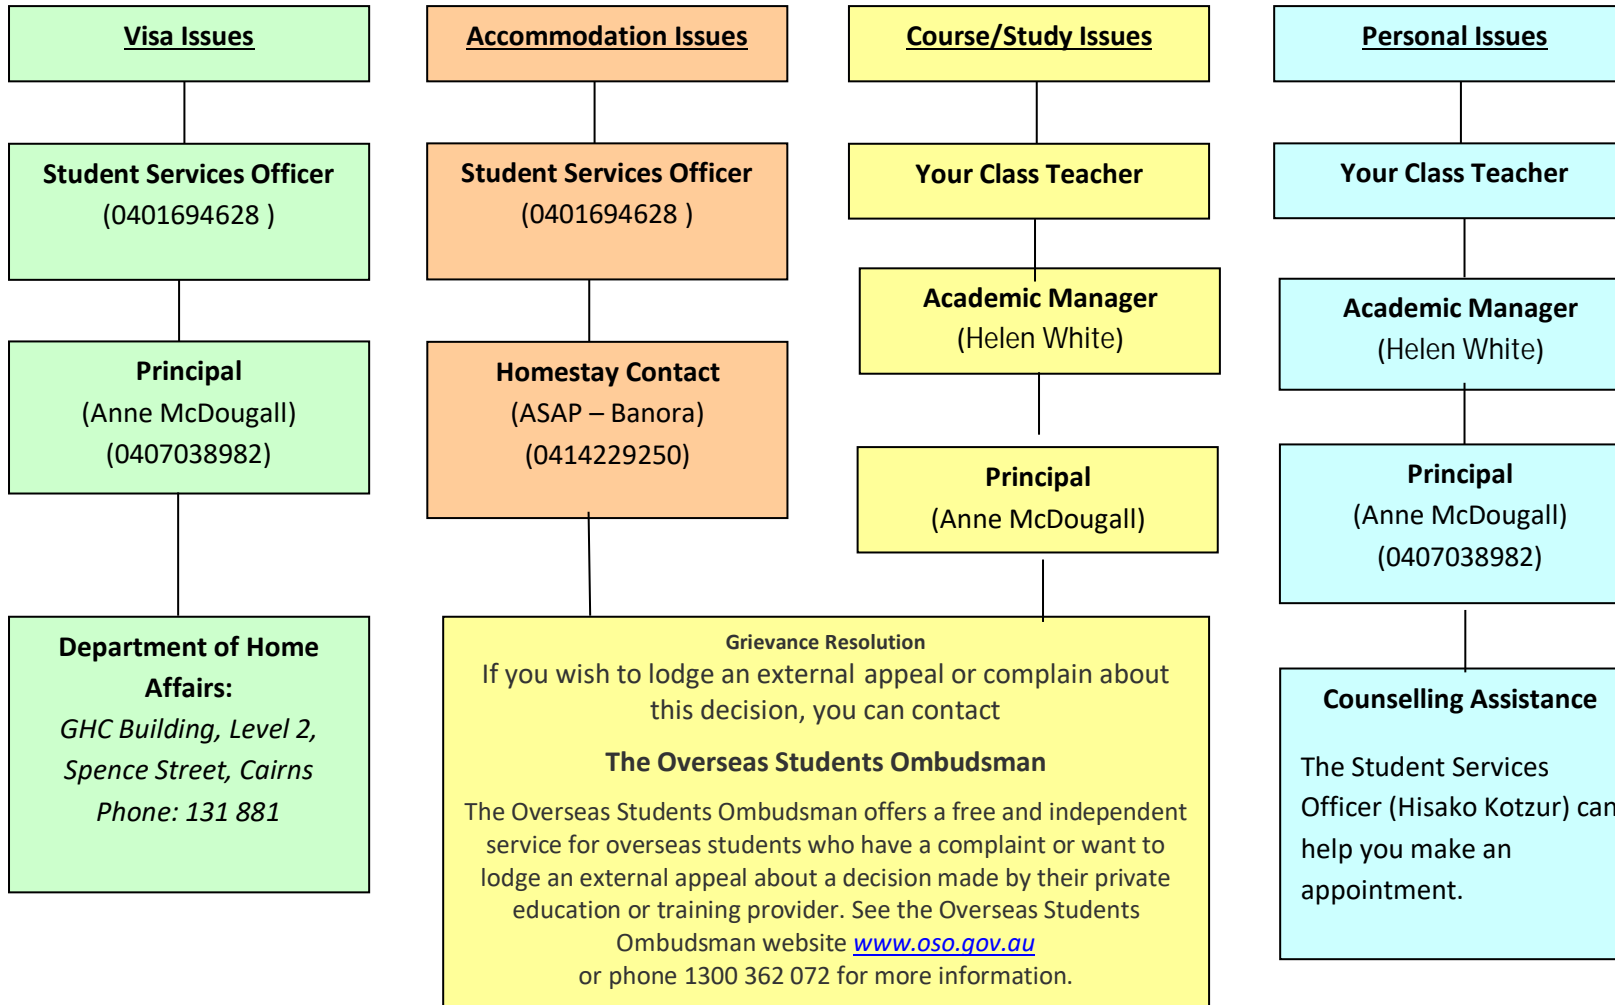 Visa Issues
Student Services Officer
(0401694628 )
Principal
(Anne McDougall)
(0407038982)
Department of Home
Affairs:
GHC Building, Level 2,
Spence Street, Cairns
Phone: 131 881
Accommodation Issues
Student Services Officer
(0401694628 )
Homestay Contact
(ASAP – Banora)
(0414229250)
Course/Study Issues
Your Class Teacher
Academic Manager
(Helen White)
Principal
(Anne McDougall)
Grievance Resolution
If you wish to lodge an external appeal or complain about
this decision, you can contact
The Overseas Students Ombudsman
The Overseas Students Ombudsman offers a free and independent
service for overseas students who have a complaint or want to
lodge an external appeal about a decision made by their private
education or training provider. See the Overseas Students
Ombudsman website www.oso.gov.au
or phone 1300 362 072 for more information.
Personal Issues
Your Class Teacher
Academic Manager
(Helen White)
Principal
(Anne McDougall)
(0407038982)
Counselling Assistance
The Student Services
Officer (Hisako Kotzur) can
help you make an
appointment.